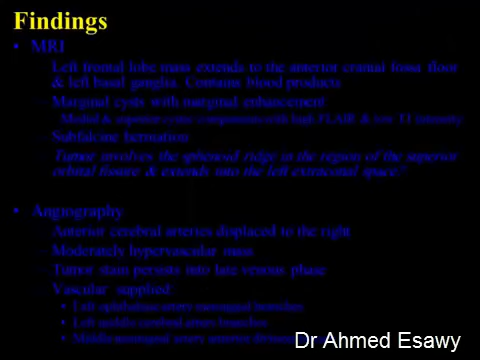 Findings
• MRI
– Left frontal lobe mass extends to the anterior cranial fossa floor
& left basal ganglia. Contains blood products
– Marginal cysts with marginal enhancement
Medial & superior cystic components with high FLAIR & low T1 intensity
– Subfalcine herniation
Tumor involves the sphenoid ridge in the region of the superior
orbital fissure & extends into the left extraconal space.
• Angiography
– Anterior cerebral arteries displaced to the right
– Moderately hypervascular mass
– Tumor stain persists into late venous phase
– Vascular supplied
• Left ophthalmic artery meningeal branches
• Left middle cerebral artery branches
• Middle meningeal artery anterior division
Dr Ahmed Esawy